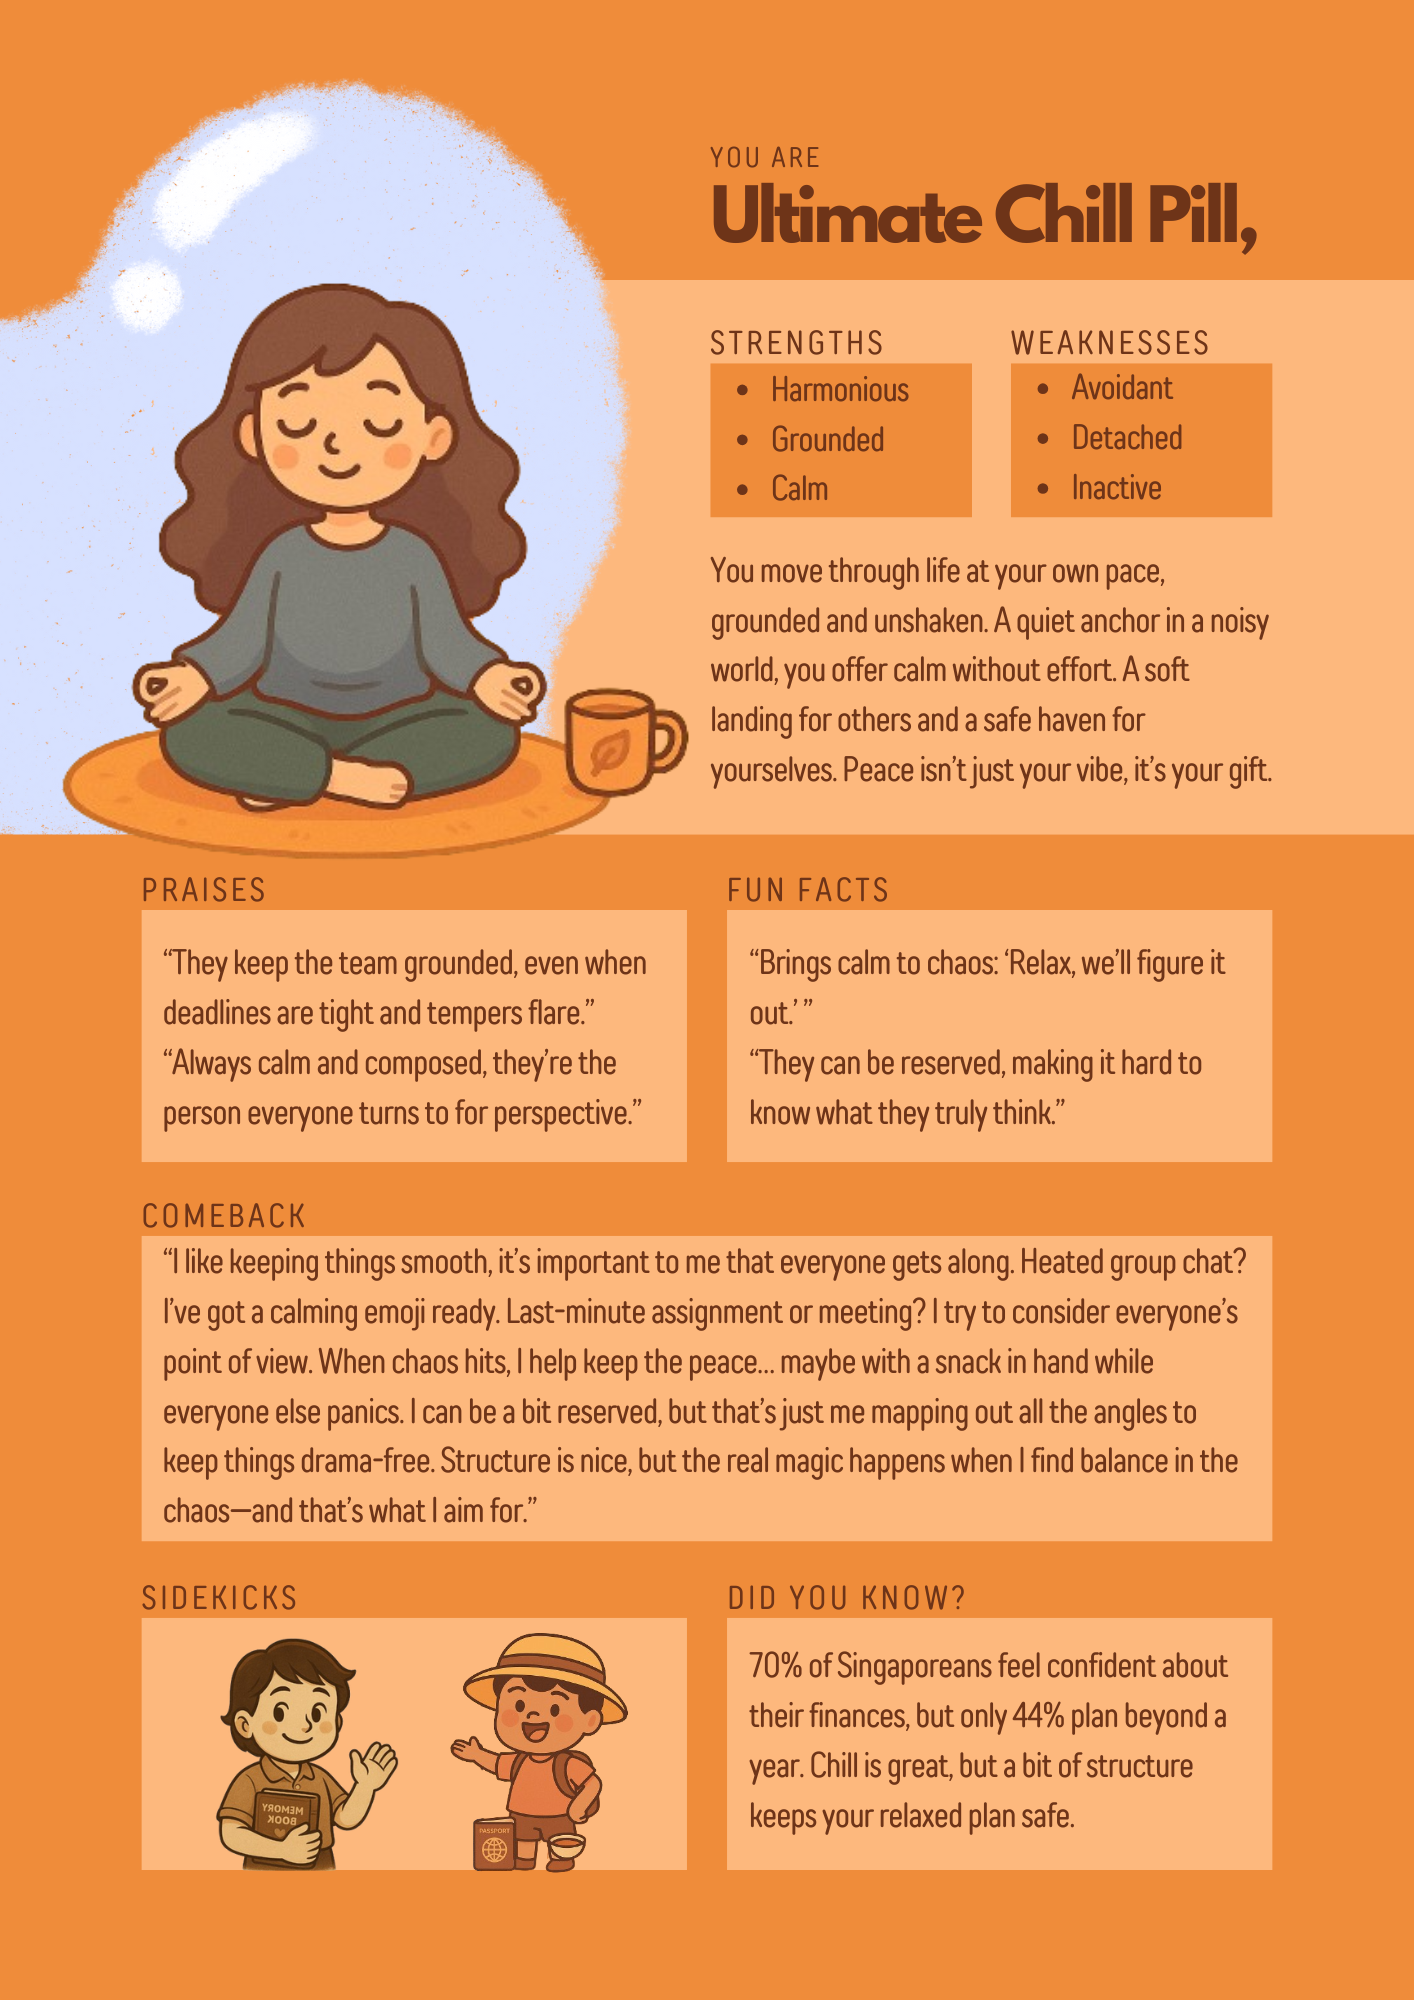 YOU ARE
Ultimate Chill Pill,
STRENGTHS
• Harmonious
• Grounded
• Calm
WEAKNESSES
• Avoidant
• Detached
• Inactive
You move through life at your own pace,
grounded and unshaken. A quiet anchor in a noisy
world, you offer calm without effort. A soft
landing for others and a safe haven for
yourselves. Peace isn’t just your vibe, it’s your gift.
PRAISES
“They keep the team grounded, even when
deadlines are tight and tempers flare.”
“Always calm and composed, they’re the
person everyone turns to for perspective.”
FUN FACTS
“Brings calm to chaos: ‘Relax, we’ll figure it
out.’ ”
“They can be reserved, making it hard to
know what they truly think.”
COMEBACK
“I like keeping things smooth, it’s important to me that everyone gets along. Heated group chat?
I’ve got a calming emoji ready. Last-minute assignment or meeting? I try to consider everyone’s
point of view. When chaos hits, I help keep the peace... maybe with a snack in hand while
everyone else panics. I can be a bit reserved, but that’s just me mapping out all the angles to
keep things drama-free. Structure is nice, but the real magic happens when I find balance in the
chaos—and that’s what I aim for.”
SIDEKICKS
MEMORY
BOOK
PASSPORT
DID YOU KNOW?
70% of Singaporeans feel confident about
their finances, but only 44% plan beyond a
year. Chill is great, but a bit of structure
keeps your relaxed plan safe.